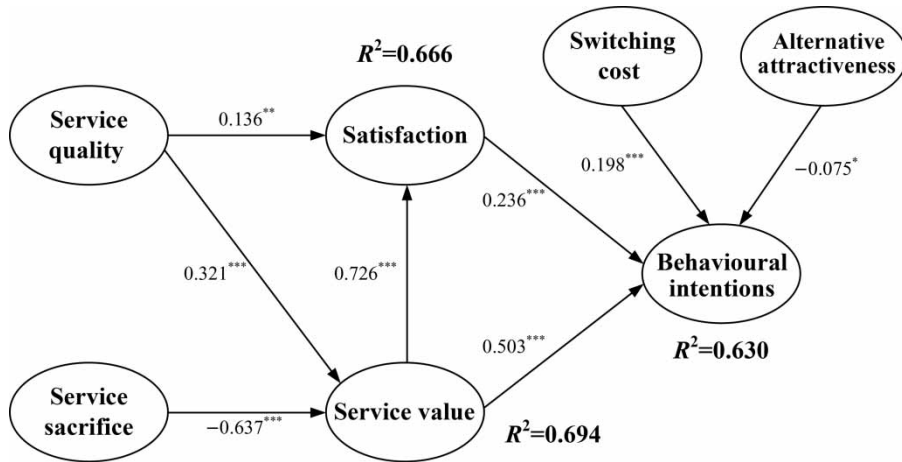 R²=0.666
Switching
cost
Alternative
attractiveness
Service
quality
0.136**
Satisfaction
0.198***
−0.075*
0.236***
0.321***
0.726***
Behavioural
intentions
0.503***
R²=0.630
Service
sacrifice
−0.637***
Service value
R²=0.694